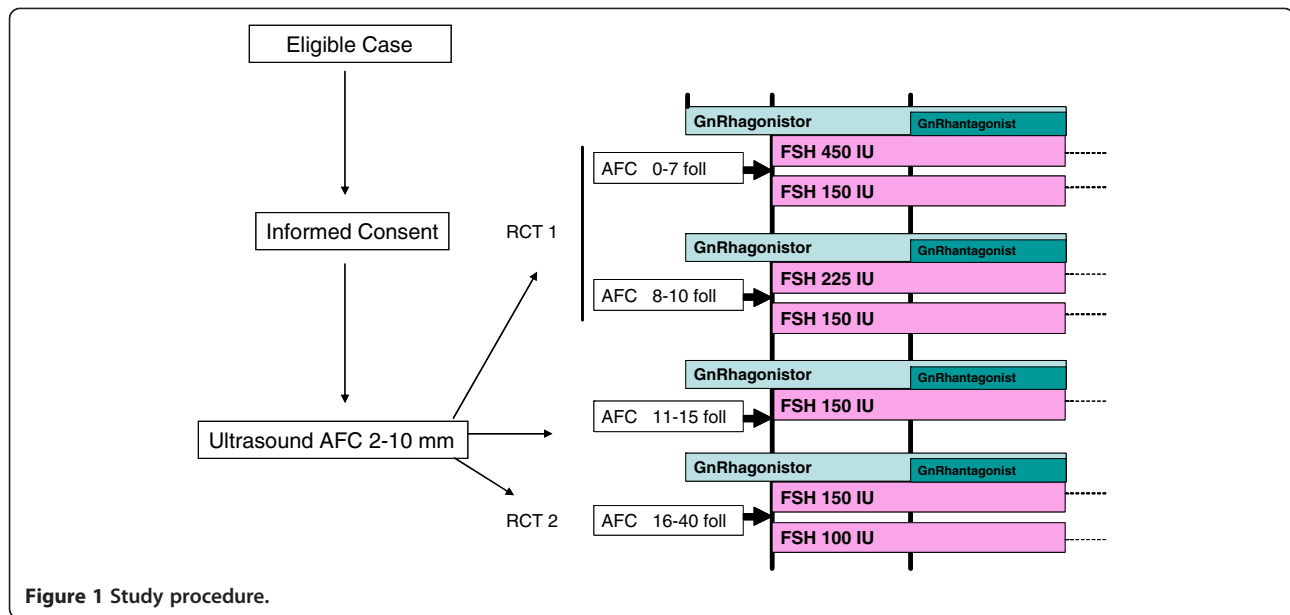 Eligible Case
Informed Consent
Ultrasound AFC 2-10 mm
RCT 1
RCT 2
GnRhagonistor
GnRhantagonist
AFC 0-7 foll
FSH 450 IU
FSH 150 IU
GnRhagonistor
GnRhantagonist
AFC 8-10 foll
FSH 225 IU
FSH 150 IU
GnRhagonistor
GnRhantagonist
AFC 11-15 foll
FSH 150 IU
GnRhagonistor
GnRhantagonist
AFC 16-40 foll
FSH 150 IU
FSH 100 IU
Figure 1 Study procedure.